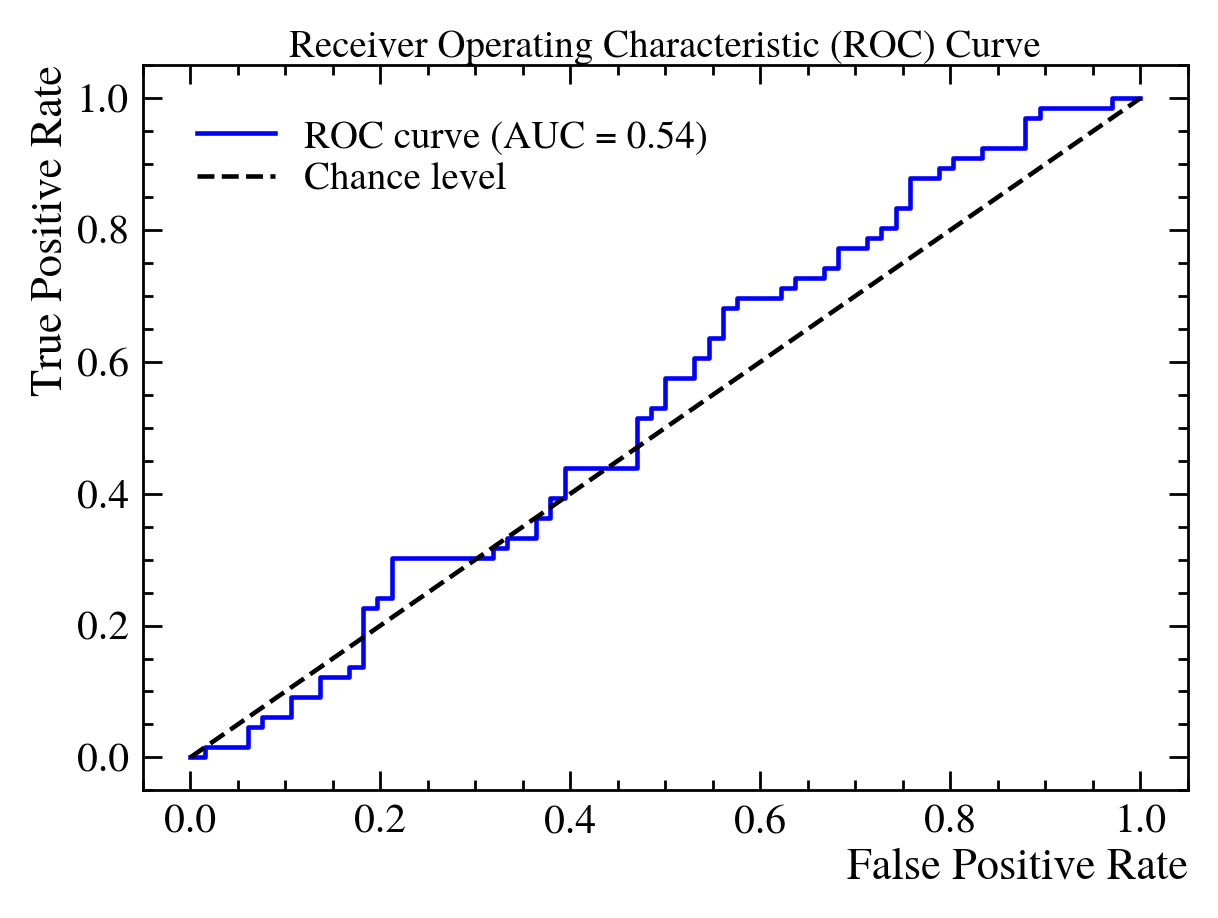 Receiver Operating Characteristic (ROC) Curve
True Positive Rate
1.0
0.8
0.6
0.4
0.2
0.0
ROC curve (AUC = 0.54)
Chance level
0.0 0.2 0.4 0.6 0.8 1.0
False Positive Rate